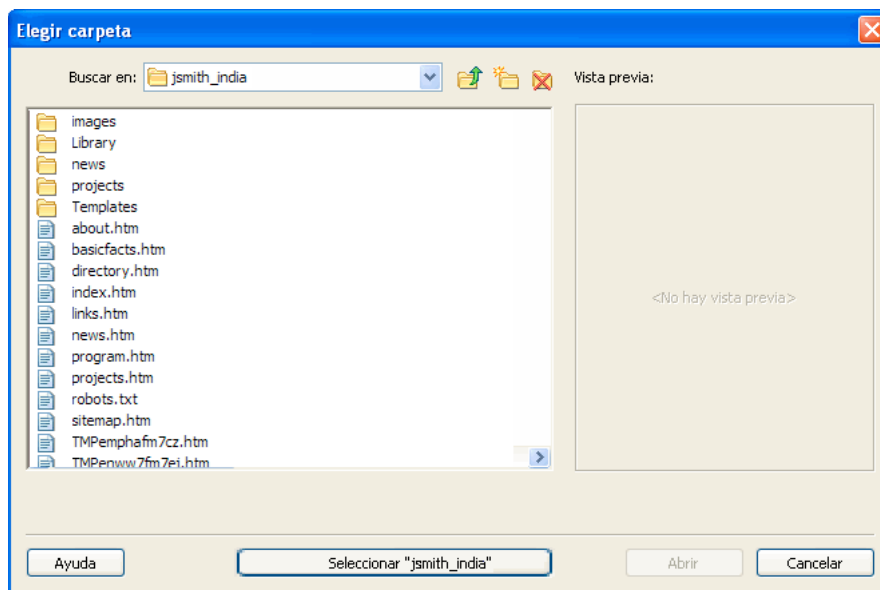 Elegir carpeta
Buscar en: jsmith_india
Vista previa:
images
Library
news
projects
Templates
about.htm
basicfacts.htm
directory.htm
index.htm
links.htm
news.htm
program.htm
projects.htm
robots.txt
sitemap.htm
TMPemphafm7cz.htm
TMPenww7fm7ej.htm
<No hay vista previa>
Ayuda
Seleccionar "jsmith_india"
Abrir
Cancelar